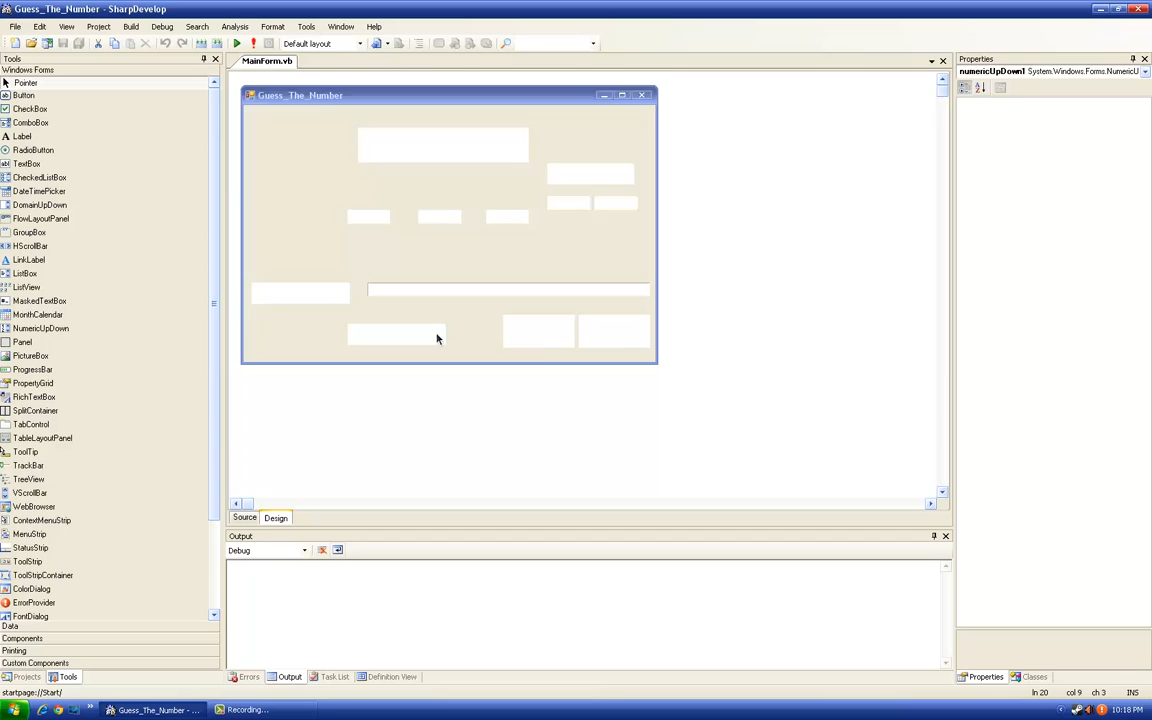 Guess_The_Number - SharpDevelop
File Edit View Project Build Debug Search Analysis Format Tools Window Help
Default layout
Tools
Windows Forms
Pointer
Button
CheckBox
ComboBox
Label
RadioButton
TextBox
CheckedListBox
DateTimePicker
DomainUpDown
FlowLayoutPanel
GroupBox
HScrollBar
LinkLabel
ListBox
ListView
MaskedTextBox
MonthCalendar
NumericUpDown
Panel
PictureBox
ProgressBar
PropertyGrid
RichTextBox
SplitContainer
TabControl
TableLayoutPanel
ToolTip
TrackBar
TreeView
VScrollBar
WebBrowser
ContextMenuStrip
MenuStrip
StatusStrip
ToolStrip
ToolStripContainer
ColorDialog
ErrorProvider
FontDialog
Data
Components
Printing
Custom Components
Projects Tools
MainForm.vb
Guess_The_Number
Source Design
Output
Debug
Errors Output Task List Definition View
Properties
numericUpDown1 System.Windows.Forms.NumericU
Properties Classes
startpage://Start/
ln 20 col 9 ch 3 INS
start
Guess_The_Number - ...
Recording...
10:18 PM